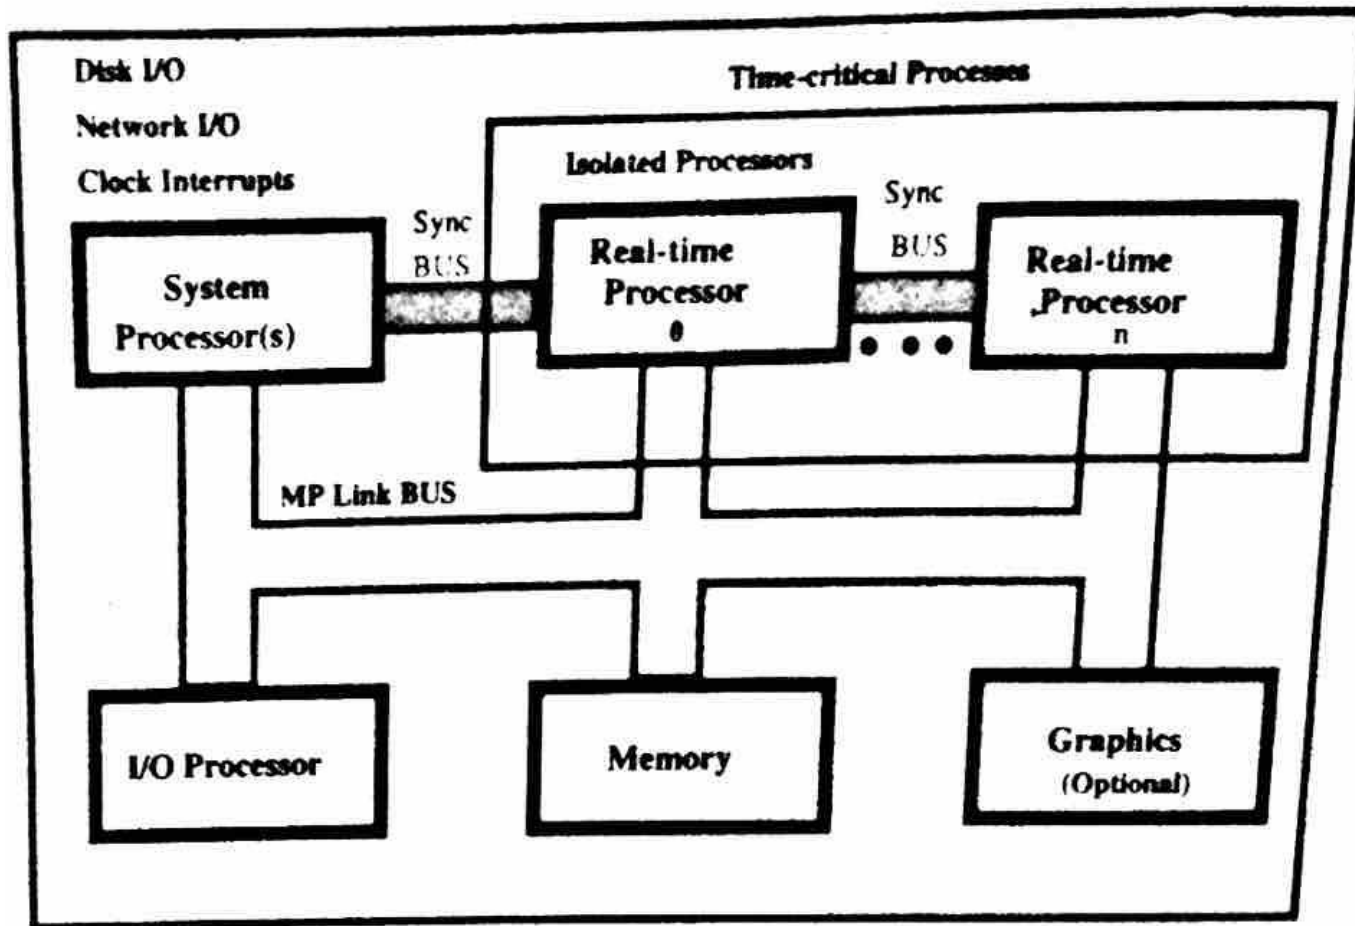 Disk I/O
Network I/O
Clock Interrupts
Time-critical Processes
Isolated Processors
Sync
BUS
Sync
BUS
System
Processor(s)
Real-time
Processor
0
Real-time
Processor
n
MP Link BUS
I/O Processor
Memory
Graphics
(Optional)